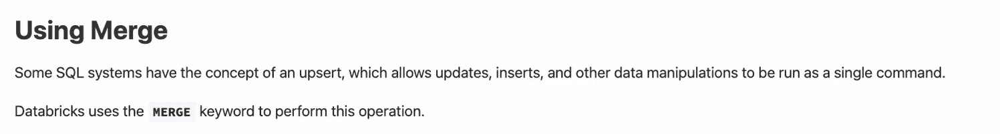 Using Merge
Some SQL systems have the concept of an upsert, which allows updates, inserts, and other data manipulations to be run as a single command.
Databricks uses the MERGE keyword to perform this operation.